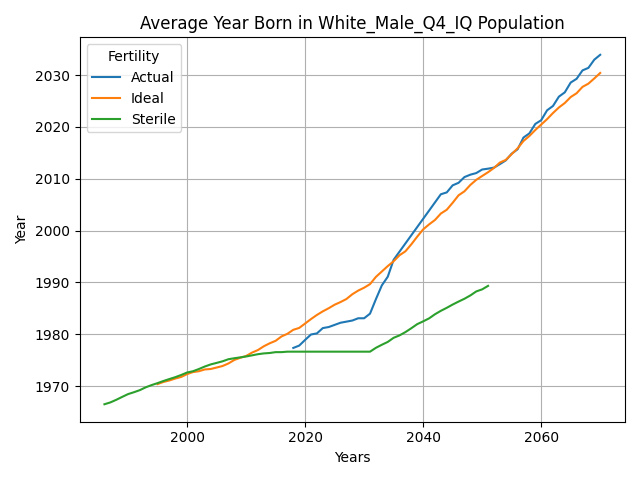 Average Year Born in White_Male_Q4_IQ Population
Fertility
Actual
Ideal
Sterile
Year
2030
2020
2010
2000
1990
1980
1970
2000
2020
2040
2060
Years